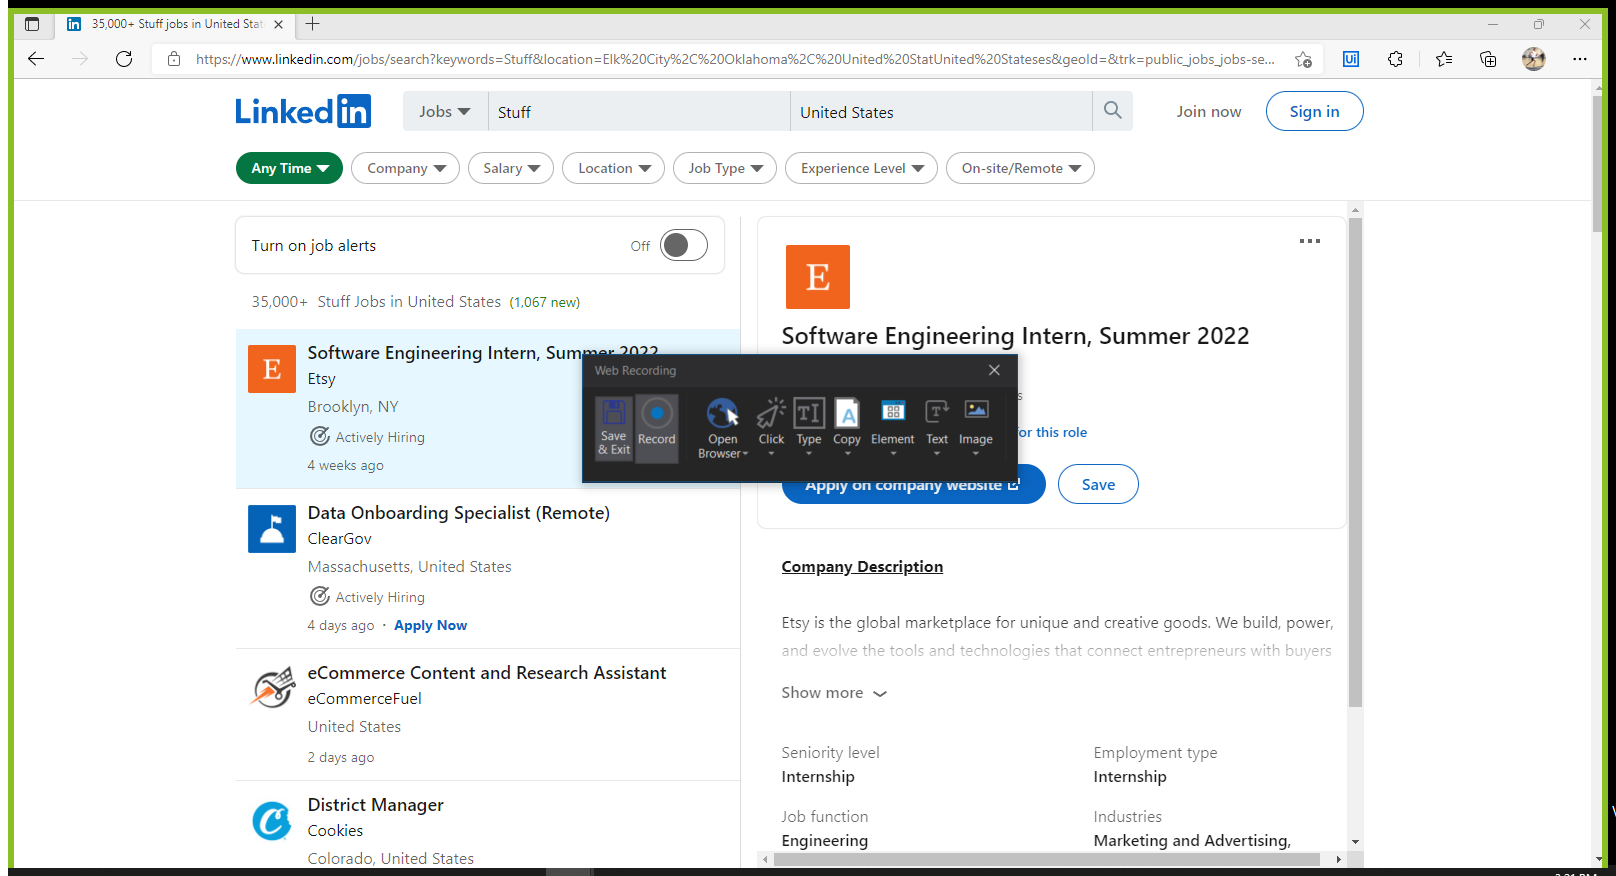 35,000+ Stuff jobs in United Stat
https://www.linkedin.com/jobs/search?keywords=Stuff&location=Elk%20City%2C%20Oklahoma%2C%20United%20StatUnited%20Stateses&geoId=&trk=public_jobs_jobs-se...
Linked in Jobs Stuff United States Join now Sign in
Any Time Company Salary Location Job Type Experience Level On-site/Remote
Turn on job alerts Off
35,000+ Stuff Jobs in United States (1,067 new)
E
Software Engineering Intern, Summer 2022
Etsy
Brooklyn, NY
Actively Hiring
4 weeks ago
Data Onboarding Specialist (Remote)
ClearGov
Massachusetts, United States
Actively Hiring
4 days ago · Apply Now
eCommerce Content and Research Assistant
eCommerceFuel
United States
2 days ago
District Manager
Cookies
Colorado, United States
E
Software Engineering Intern, Summer 2022
for this role
Apply on company website Save
Web Recording
Save & Exit
Record
Open Browser
Click
Type
Copy
Element
Text
Image
Company Description
Etsy is the global marketplace for unique and creative goods. We build, power,
and evolve the tools and technologies that connect entrepreneurs with buyers
Show more
Seniority level
Internship
Employment type
Internship
Job function
Engineering
Industries
Marketing and Advertising,